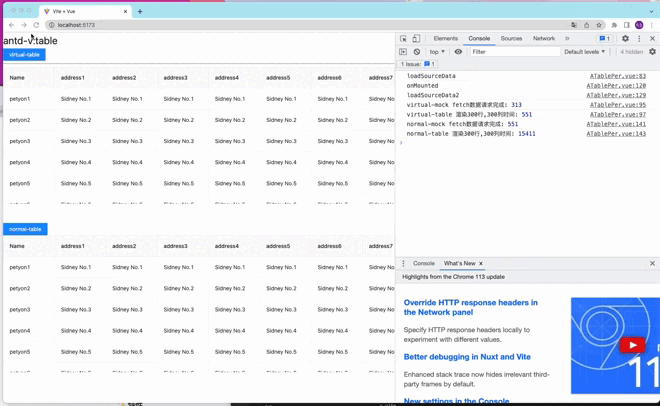 Vite + Vue
localhost:5173
antd-v-table
virtual-table
Name address1 address2 address3 address4 address5 address6 address7
petyon1 Sidney No.1 Sidney No.1 Sidney No.1 Sidney No.1 Sidney No.1 Sidney No.1 Sidney No.1
petyon2 Sidney No.2 Sidney No.2 Sidney No.2 Sidney No.2 Sidney No.2 Sidney No.2 Sidney No.2
petyon3 Sidney No.3 Sidney No.3 Sidney No.3 Sidney No.3 Sidney No.3 Sidney No.3 Sidney No.3
petyon4 Sidney No.4 Sidney No.4 Sidney No.4 Sidney No.4 Sidney No.4 Sidney No.4 Sidney No.4
petyon5 Sidney No.5 Sidney No.5 Sidney No.5 Sidney No.5 Sidney No.5 Sidney No.5 Sidney No.5
normal-table
Name address1 address2 address3 address4 address5 address6 address7
petyon1 Sidney No.1 Sidney No.1 Sidney No.1 Sidney No.1 Sidney No.1 Sidney No.1 Sidney No.1
petyon2 Sidney No.2 Sidney No.2 Sidney No.2 Sidney No.2 Sidney No.2 Sidney No.2 Sidney No.2
petyon3 Sidney No.3 Sidney No.3 Sidney No.3 Sidney No.3 Sidney No.3 Sidney No.3 Sidney No.3
petyon4 Sidney No.4 Sidney No.4 Sidney No.4 Sidney No.4 Sidney No.4 Sidney No.4 Sidney No.4
petyon5 Sidney No.5 Sidney No.5 Sidney No.5 Sidney No.5 Sidney No.5 Sidney No.5 Sidney No.5
Elements Console Sources Network » 1
top Filter Default levels 4 hidden
1 Issue: 1
loadSourceData ATablePer.vue:83
onMounted ATablePer.vue:120
loadSourceData2 ATablePer.vue:129
virtual-mock fetch数据请求完成: 313 ATablePer.vue:95
virtual-table 渲染300行,300列时间: 551 ATablePer.vue:97
normal-mock fetch数据请求完成: 551 ATablePer.vue:141
normal-table 渲染300行,300列时间: 15411 ATablePer.vue:143
Console What's New
Highlights from the Chrome 113 update
Override HTTP response headers in
the Network panel
Specify HTTP response headers locally to
experiment with different values.
Better debugging in Nuxt and Vite
Enhanced stack trace now hides irrelevant third-
party frames by default.
New settings in the Console
11